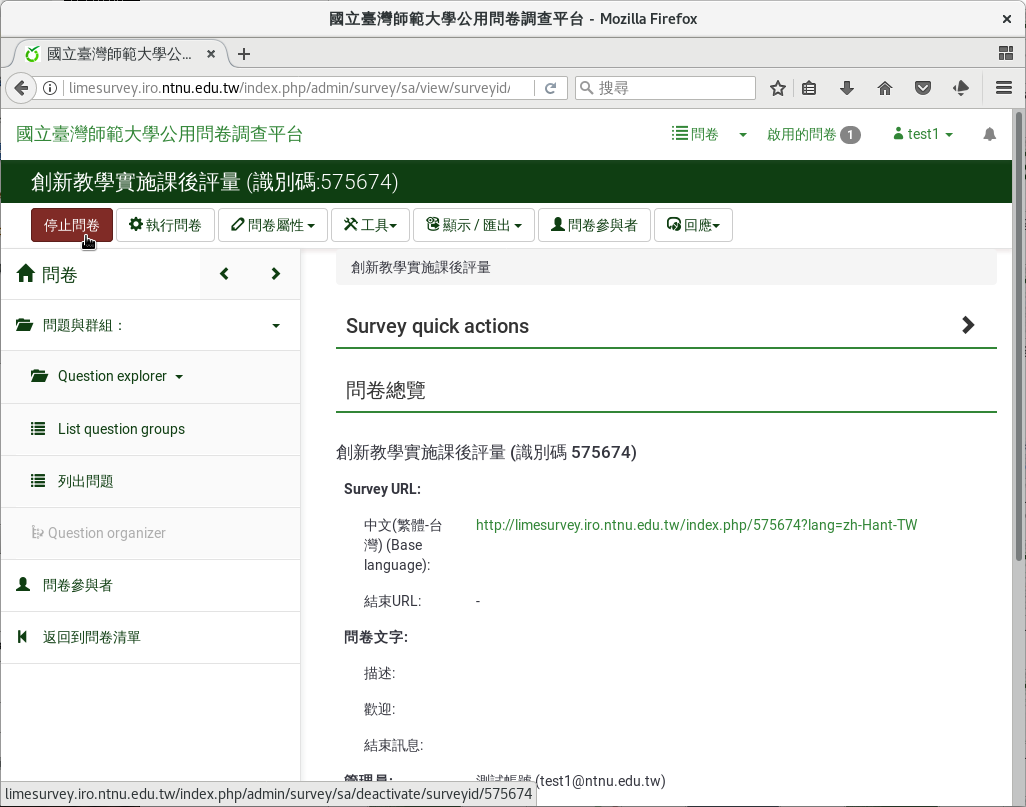 國立臺灣師範大學公用問卷調查平台 - Mozilla Firefox
國立臺灣師範大學公...
limesurvey.iro.ntnu.edu.tw/index.php/admin/survey/sa/view/surveyid/
搜尋
國立臺灣師範大學公用問卷調查平台
問卷
啟用的問卷 1
test1
創新教學實施課後評量 (識別碼:575674)
停止問卷
執行問卷
問卷屬性
工具
顯示 / 匯出
問卷參與者
回應
問卷
創新教學實施課後評量
問題與群組：
Survey quick actions
Question explorer
問卷總覽
List question groups
創新教學實施課後評量 (識別碼 575674)
列出問題
Survey URL:
Question organizer
中文(繁體-台
灣) (Base
language):
http://limesurvey.iro.ntnu.edu.tw/index.php/575674?lang=zh-Hant-TW
問卷參與者
結束URL:
-
返回到問卷清單
問卷文字:
描述:
歡迎:
結束訊息:
管理員:
測試帳號 (test1@ntnu.edu.tw)
limesurvey.iro.ntnu.edu.tw/index.php/admin/survey/sa/deactivate/surveyid/575674